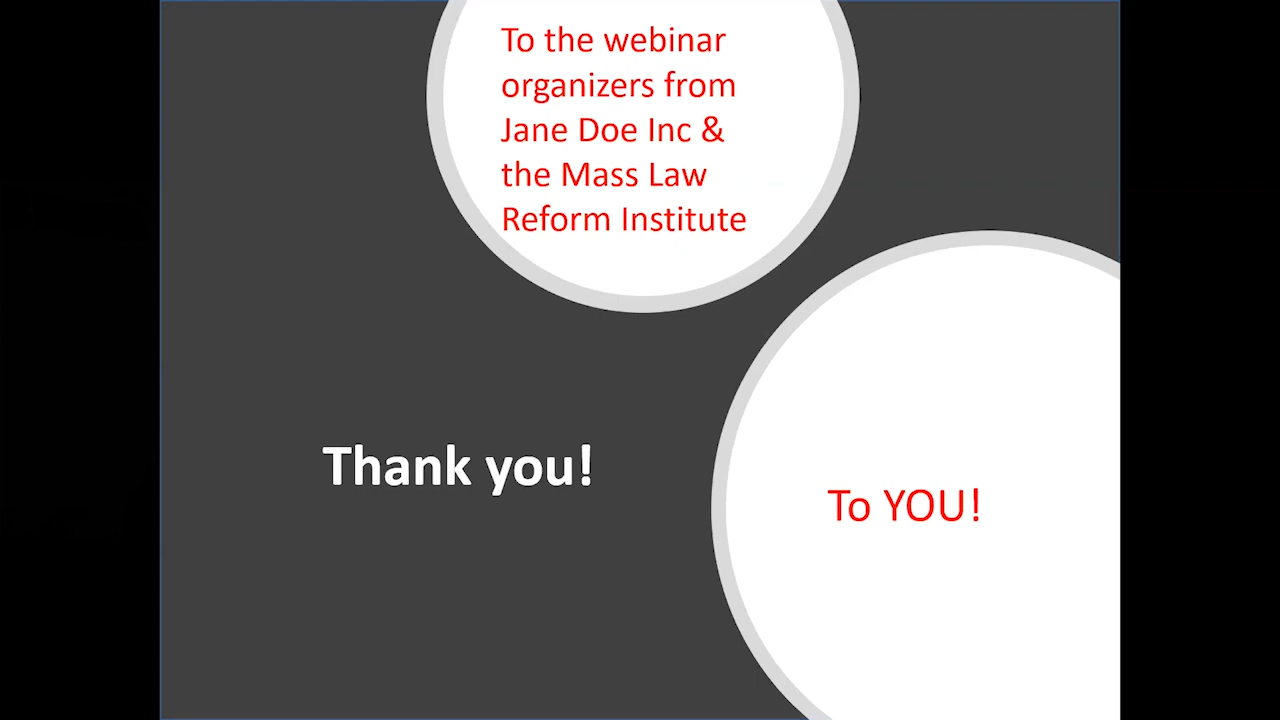 To the webinar
organizers from
Jane Doe Inc &
the Mass Law
Reform Institute
Thank you!
To YOU!